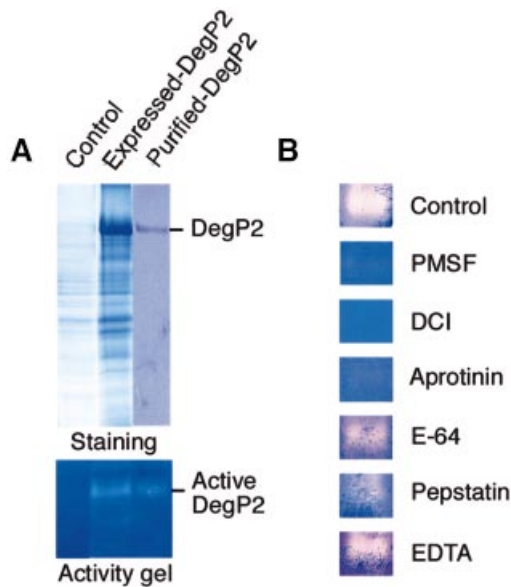 A
Control
Expressed-DegP2
Purified-DegP2
DegP2
Staining
Active
DegP2
Activity gel
B
Control
PMSF
DCI
Aprotinin
E-64
Pepstatin
EDTA